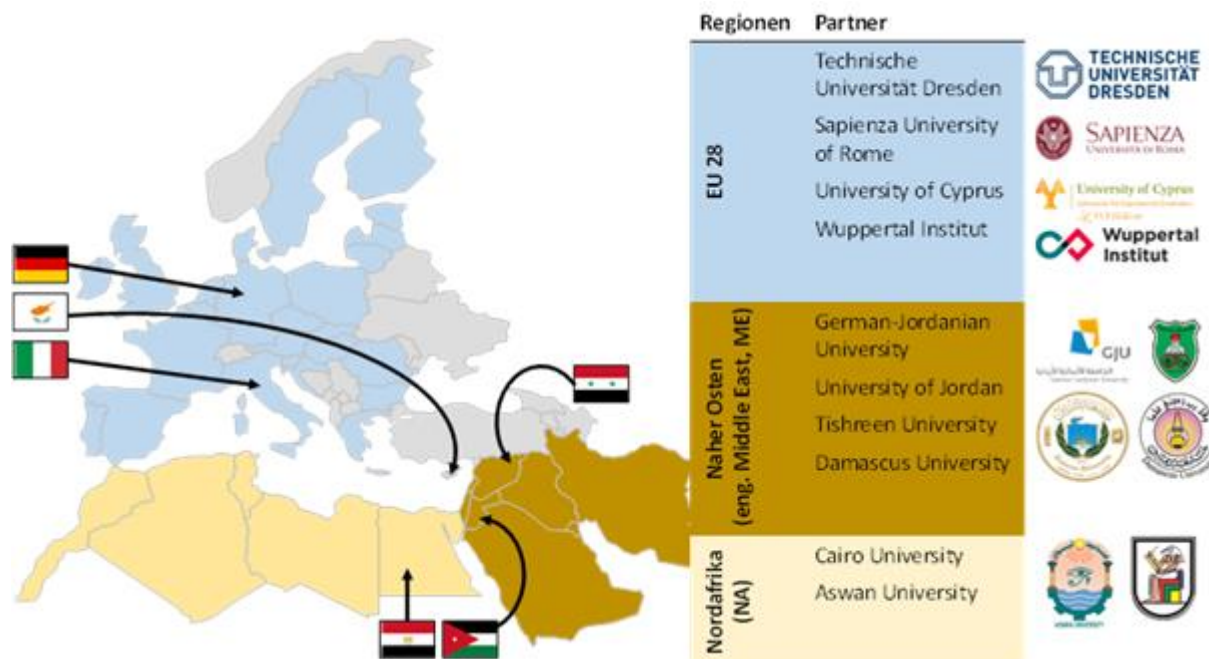 Regionen Partner
EU 28
Technische
Universität Dresden
Sapienza University
of Rome
University of Cyprus
Wuppertal Institut
TECHNISCHE
UNIVERSITÄT
DRESDEN
SAPIENZA
UNIVERSITÀ DI ROMA
University of Cyprus
Wuppertal
Institut
Naher Osten
(eng. Middle East, ME)
German-Jordanian
University
University of Jordan
Tishreen University
Damascus University
GJU
Nordafrika
(NA)
Cairo University
Aswan University
ASWAN UNIVERSITY